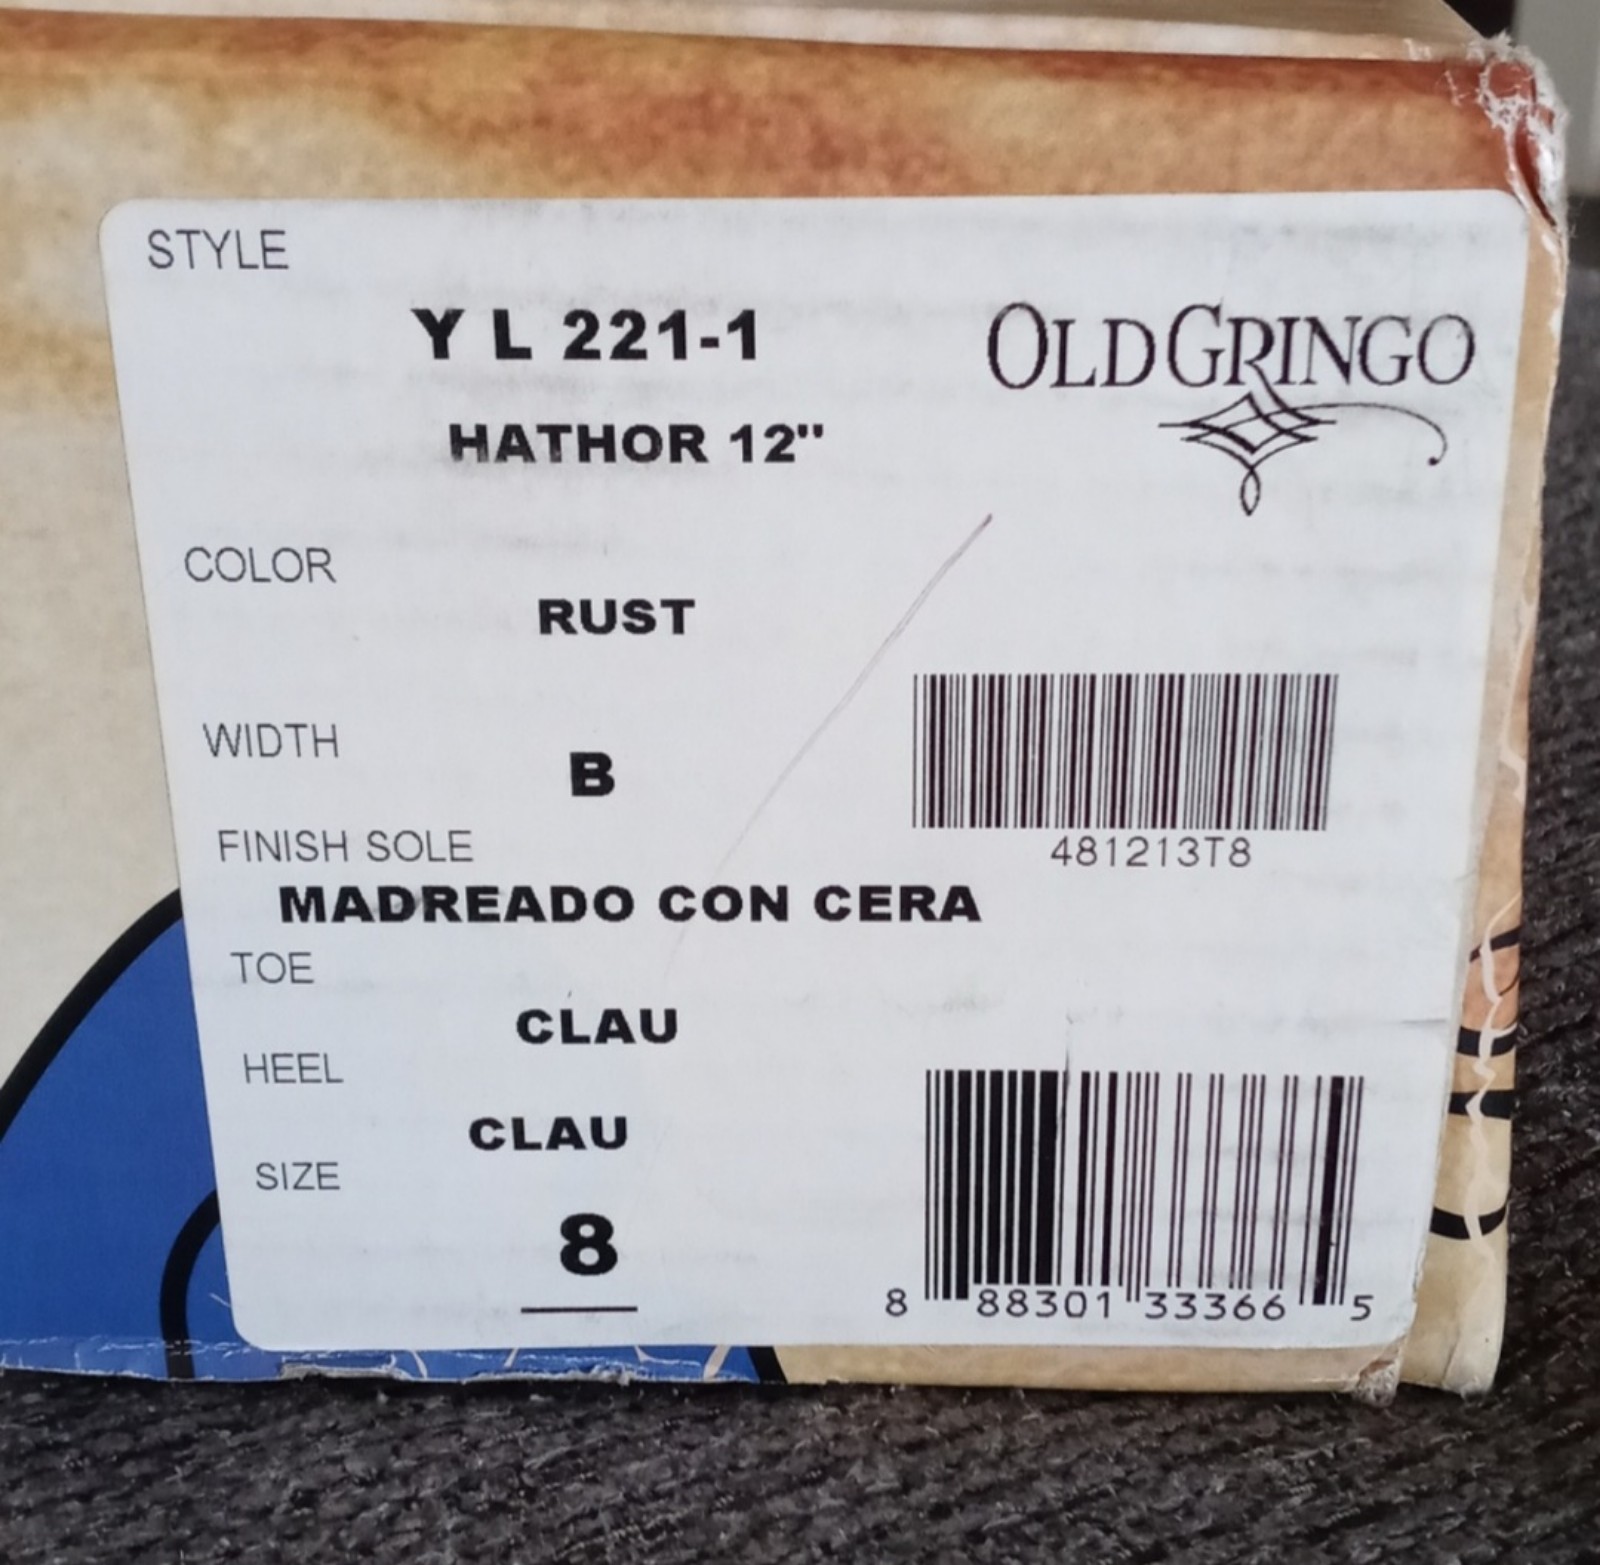 STYLE
Y L 221-1
HATHOR 12"
OLD GRINGO
COLOR
RUST
WIDTH
B
481213T8
FINISH SOLE
MADREADO CON CERA
TOE
CLAU
HEEL
CLAU
SIZE
8
8 88301 33366 5